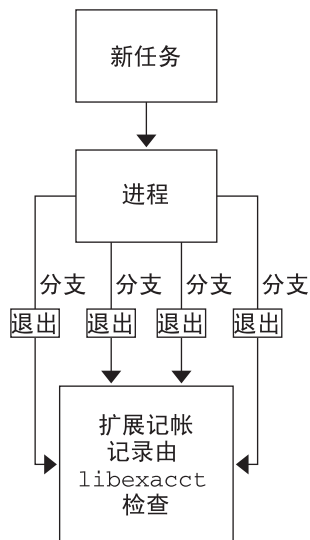 新任务
进程
分支 分支 分支 分支
退出 退出 退出 退出
扩展记帐
记录由
libexacct
检查